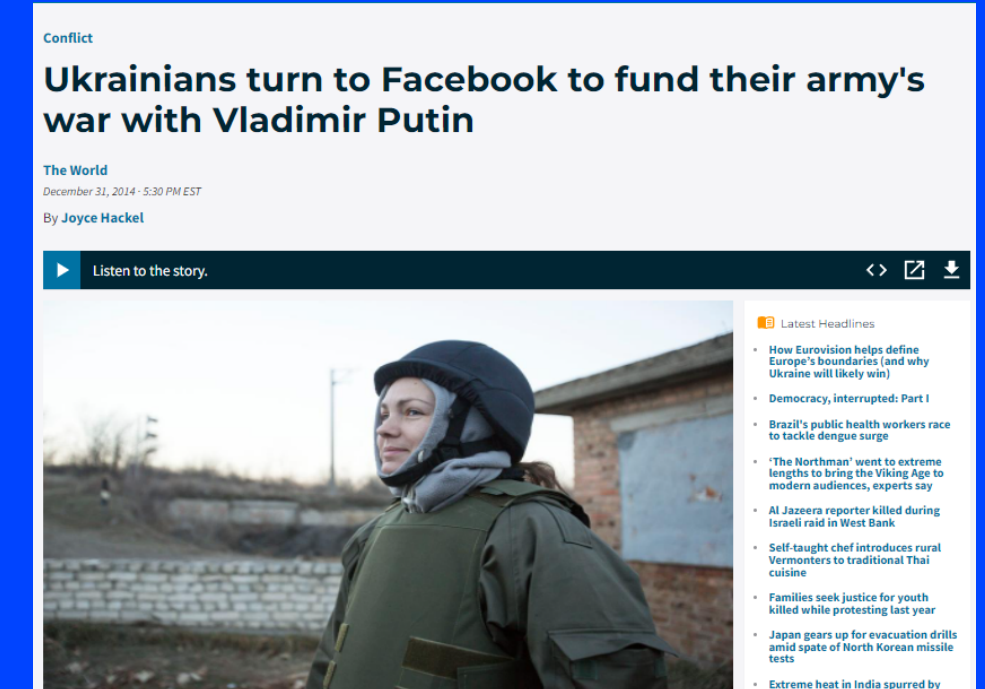 Conflict
Ukrainians turn to Facebook to fund their army's
war with Vladimir Putin
The World
December 31, 2014 · 5:30 PM EST
By Joyce Hackel
Listen to the story.
Latest Headlines
How Eurovision helps define
Europe's boundaries (and why
Ukraine will likely win)
Democracy, interrupted: Part I
Brazil's public health workers race
to tackle dengue surge
‘The Northman’ went to extreme
lengths to bring the Viking Age to
modern audiences, experts say
Al Jazeera reporter killed during
Israeli raid in West Bank
Self-taught chef introduces rural
Vermonters to traditional Thai
cuisine
Families seek justice for youth
killed while protesting last year
Japan gears up for evacuation drills
amid spate of North Korean missile
tests
Extreme heat in India spurred by